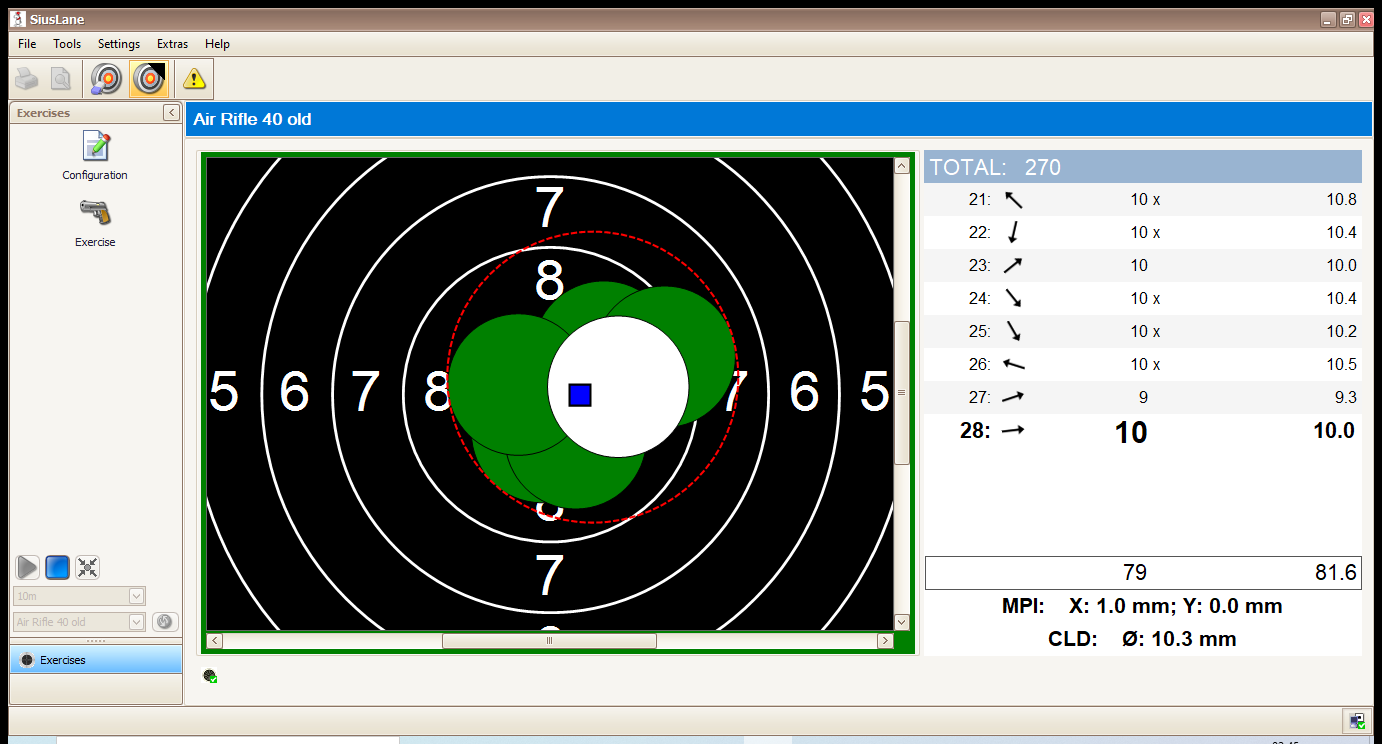 SiusLane
File Tools Settings Extras Help
Exercises
Configuration
Exercise
10m
Air Rifle 40 old
Exercises
Air Rifle 40 old
7
8
5 6 7 8 7 6 5
8
7
TOTAL: 270
21: 10 x 10.8
22: 10 x 10.4
23: 10 10.0
24: 10 x 10.4
25: 10 x 10.2
26: 10 x 10.5
27: 9 9.3
28: 10 10.0
79 81.6
MPI: X: 1.0 mm; Y: 0.0 mm
CLD: Ø: 10.3 mm